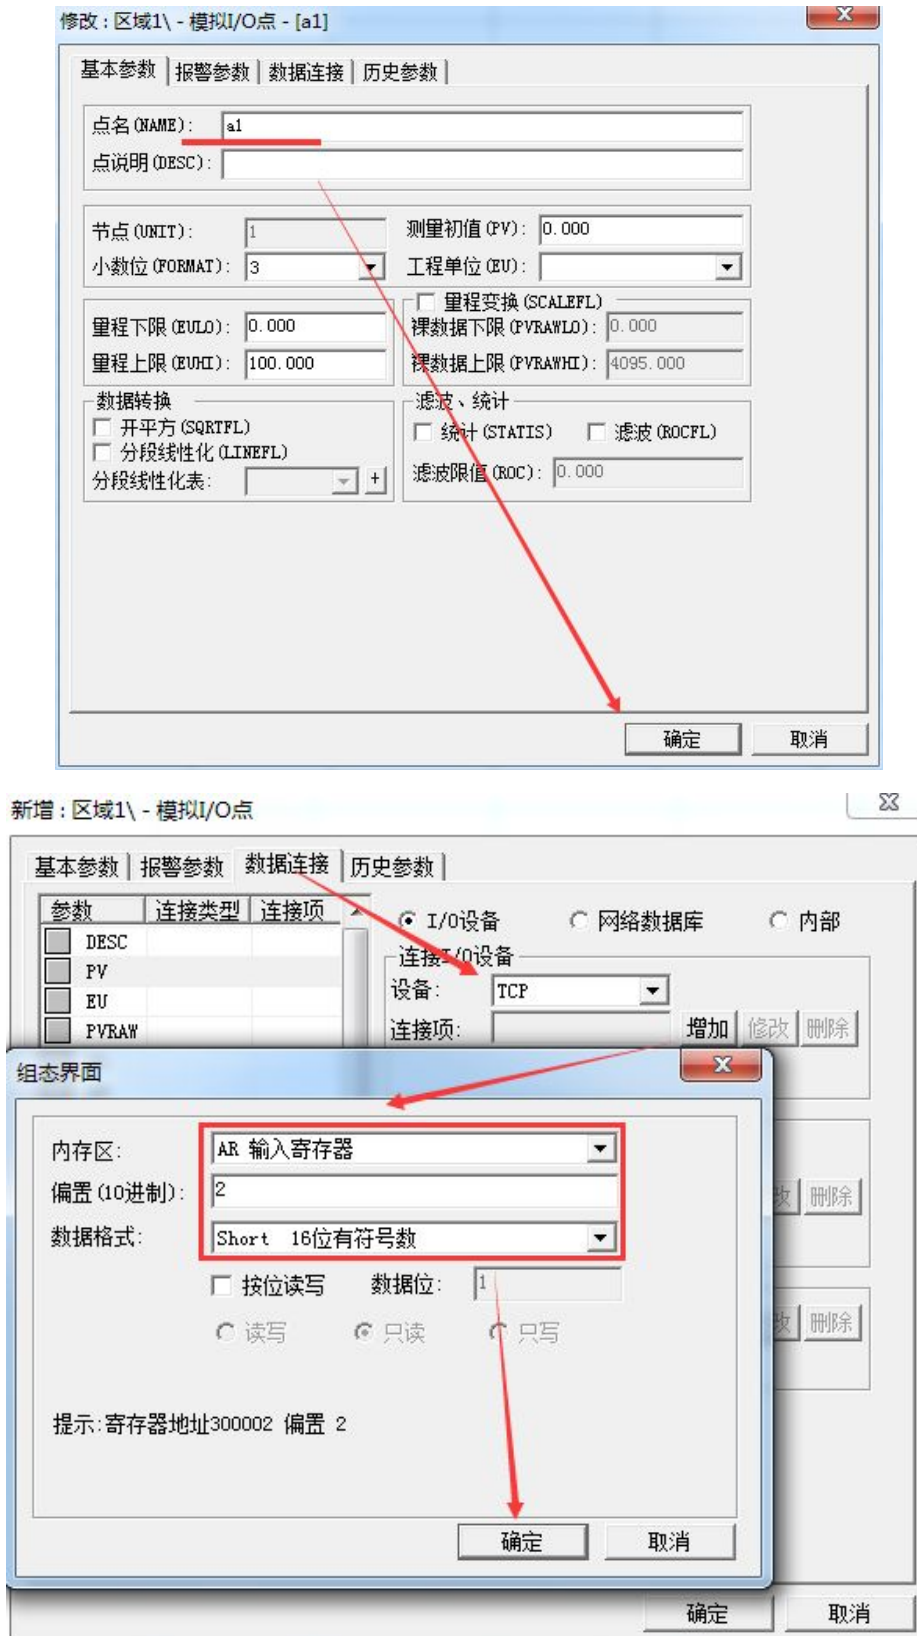 修改 : 区域1\ - 模拟I/O点 - [a1]
基本参数 报警参数 数据连接 历史参数
点名(NAME): a1
点说明(DESC):
节点(UNIT): 1 测量初值(PV): 0.000
小数位(FORMAT): 3 工程单位(EU):
量程变换(SCALEFL)
量程下限(EULO): 0.000 裸数据下限(PVRAWLO): 0.000
量程上限(EUHI): 100.000 裸数据上限(PVRAWHI): 4095.000
数据转换 滤波、统计
开平方(SQRTFL) 统计(STATIS) 滤波(ROCFL)
分段线性化(LINEFL)
分段线性化表: + 滤波限值(ROC): 0.000
确定 取消
新增 : 区域1\ - 模拟I/O点
基本参数 报警参数 数据连接 历史参数
参数 连接类型 连接项 I/O设备 网络数据库 内部
DESC 连接I/O设备
PV 设备: TCP
EU
PVRAW 连接项: 增加 修改 删除
组态界面
内存区: AR 输入寄存器
偏置(10进制): 2 改 删除
数据格式: Short 16位有符号数
按位读写 数据位: 1
读写 只读 只写 改 删除
提示:寄存器地址300002 偏置 2
确定 取消
确定 取消